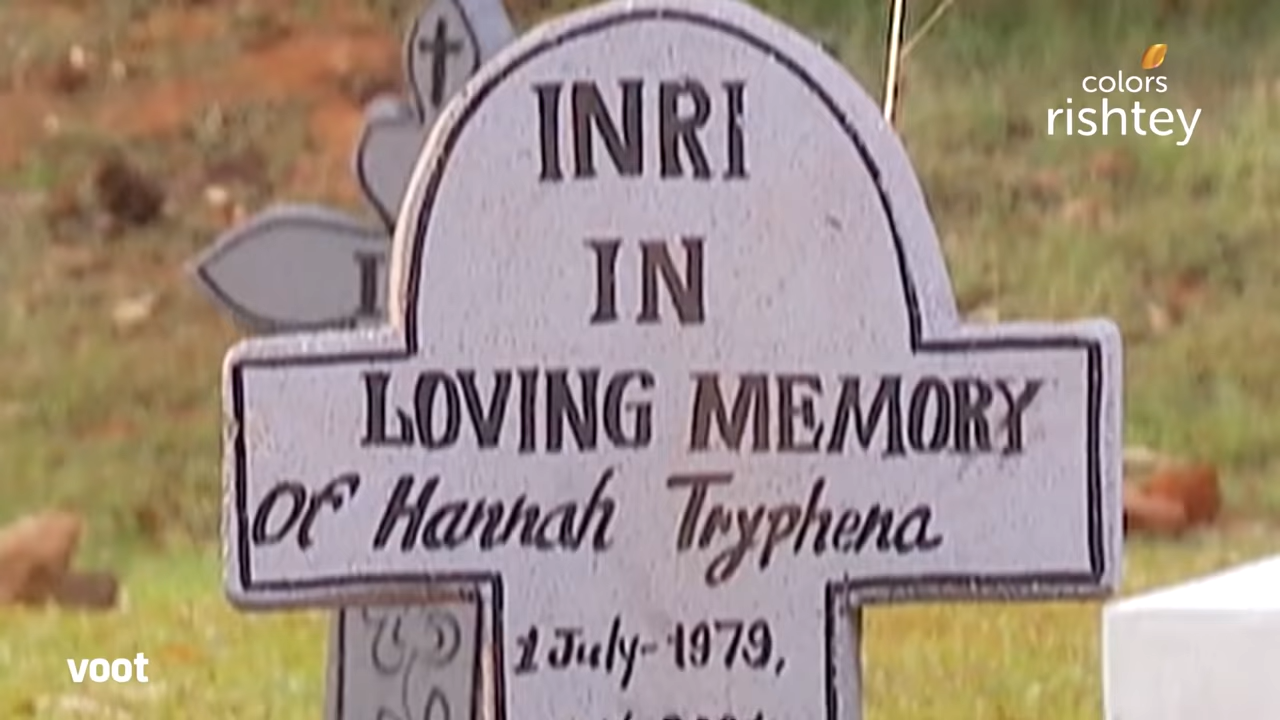 INRI
IN
LOVING MEMORY
Of Hannah Tryphena
1 July-1979,
colors
rishtey
voot